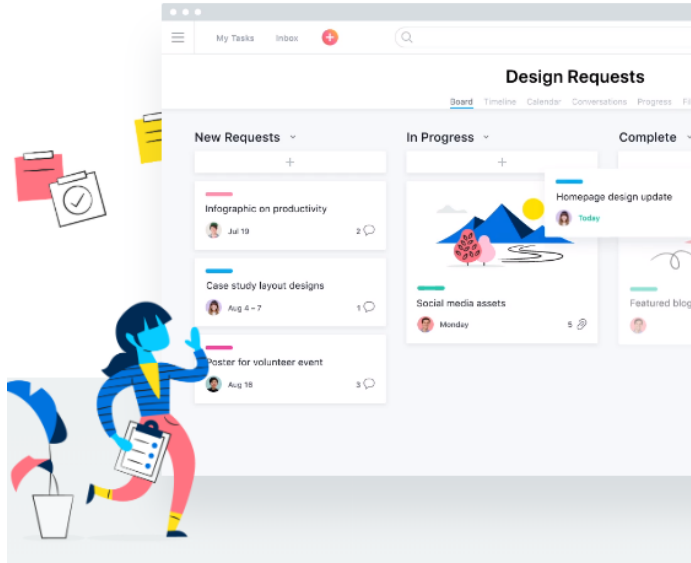 My Tasks Inbox
Design Requests
Board Timeline Calendar Conversations Progress
New Requests
In Progress
Complete
+
+
Infographic on productivity
Jul 19 2
Case study layout designs
Aug 4 – 7 1
Poster for volunteer event
Aug 16 3
Social media assets
Monday 5
Homepage design update
Today
Featured blog